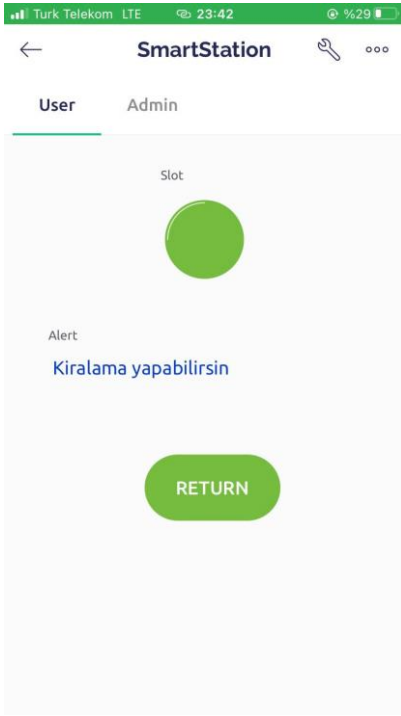 Turk Telekom LTE 23:42 %29
SmartStation
User Admin
Slot
Alert
Kiralama yapabilirsin
RETURN